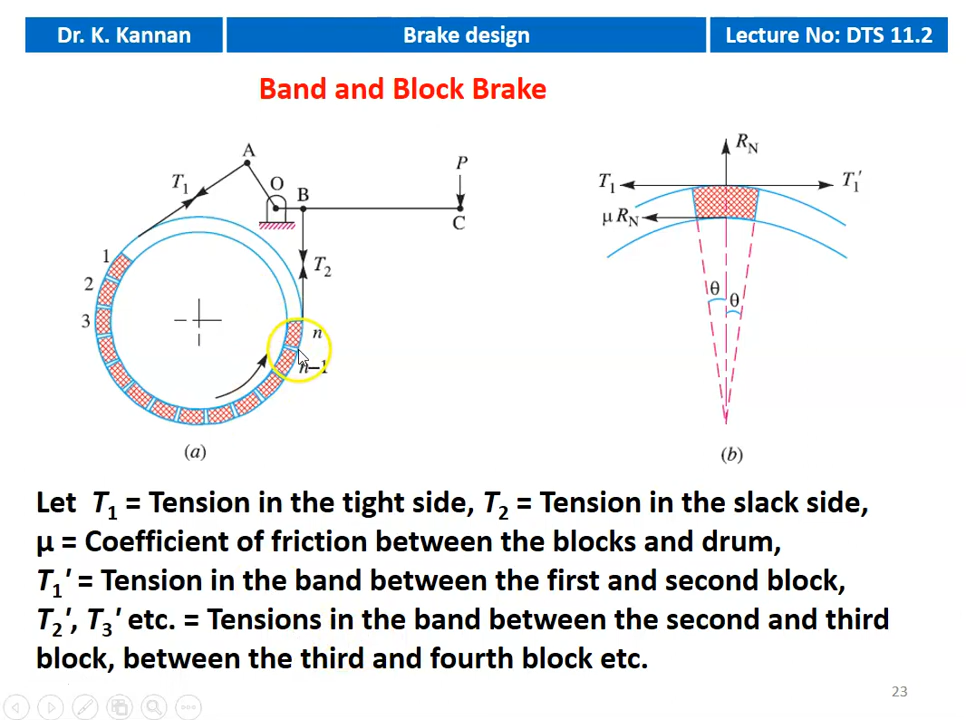 Dr. K. Kannan
Brake design
Lecture No: DTS 11.2
Band and Block Brake
A
T₁
O
B
P
C
T₂
1
2
3
n
n–1
(a)
R_N
T₁
T₁′
μ R_N
θ
θ
(b)
Let T₁ = Tension in the tight side, T₂ = Tension in the slack side,
μ = Coefficient of friction between the blocks and drum,
T₁′ = Tension in the band between the first and second block,
T₂′, T₃′ etc. = Tensions in the band between the second and third
block, between the third and fourth block etc.
23